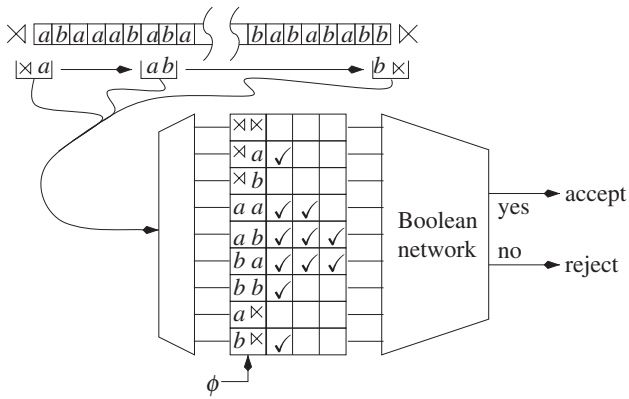 ⋊ a b a a a b a b a b a b a b a b b ⋉
⋊ a a b b ⋉
⋊ ⋉
⋊ a ✓
⋊ b
a a ✓ ✓
a b ✓ ✓ ✓
b a ✓ ✓ ✓
b b ✓
a ⋉
b ⋉ ✓
ϕ
Boolean
network
yes
accept
no
reject